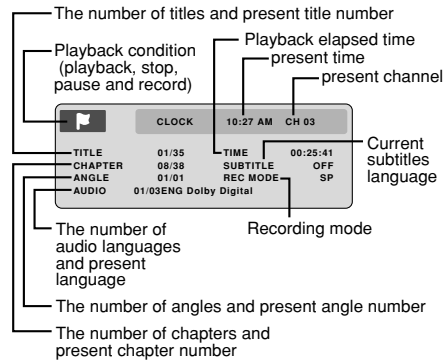 The number of titles and present title number
Playback condition
(playback, stop,
pause and record)
Playback elapsed time
present time
present channel
CLOCK 10:27 AM CH 03
TITLE 01/35 TIME 00:25:41
CHAPTER 08/38 SUBTITLE OFF
ANGLE 01/01 REC MODE SP
AUDIO 01/03ENG Dolby Digital
Current
subtitles
language
The number of
audio languages
and present
language
Recording mode
The number of angles and present angle number
The number of chapters and
present chapter number